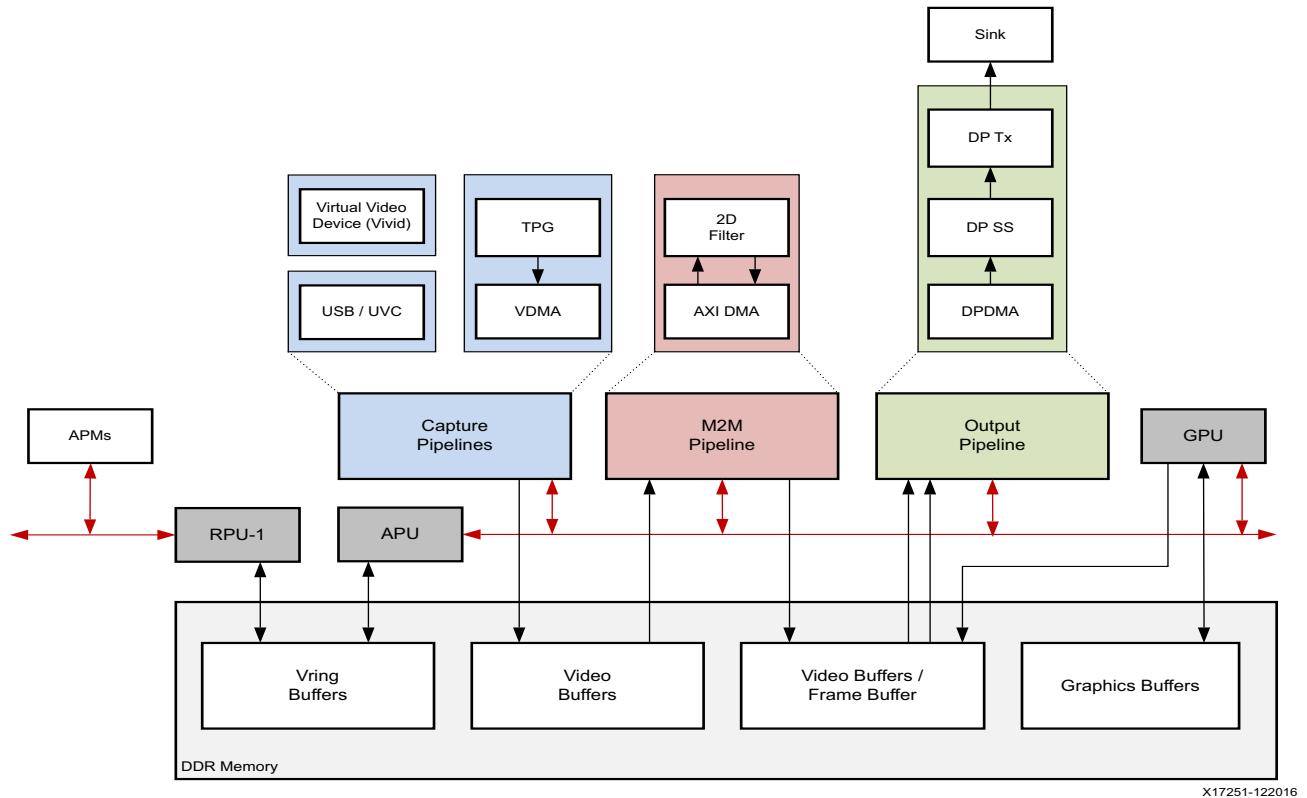 Sink
DP Tx
Virtual Video
Device (Vivid)
TPG
2D
Filter
DP SS
USB / UVC
VDMA
AXI DMA
DPDMA
APMs
Capture
Pipelines
M2M
Pipeline
Output
Pipeline
GPU
RPU-1
APU
Vring
Buffers
Video
Buffers
Video Buffers /
Frame Buffer
Graphics Buffers
DDR Memory
X17251-122016